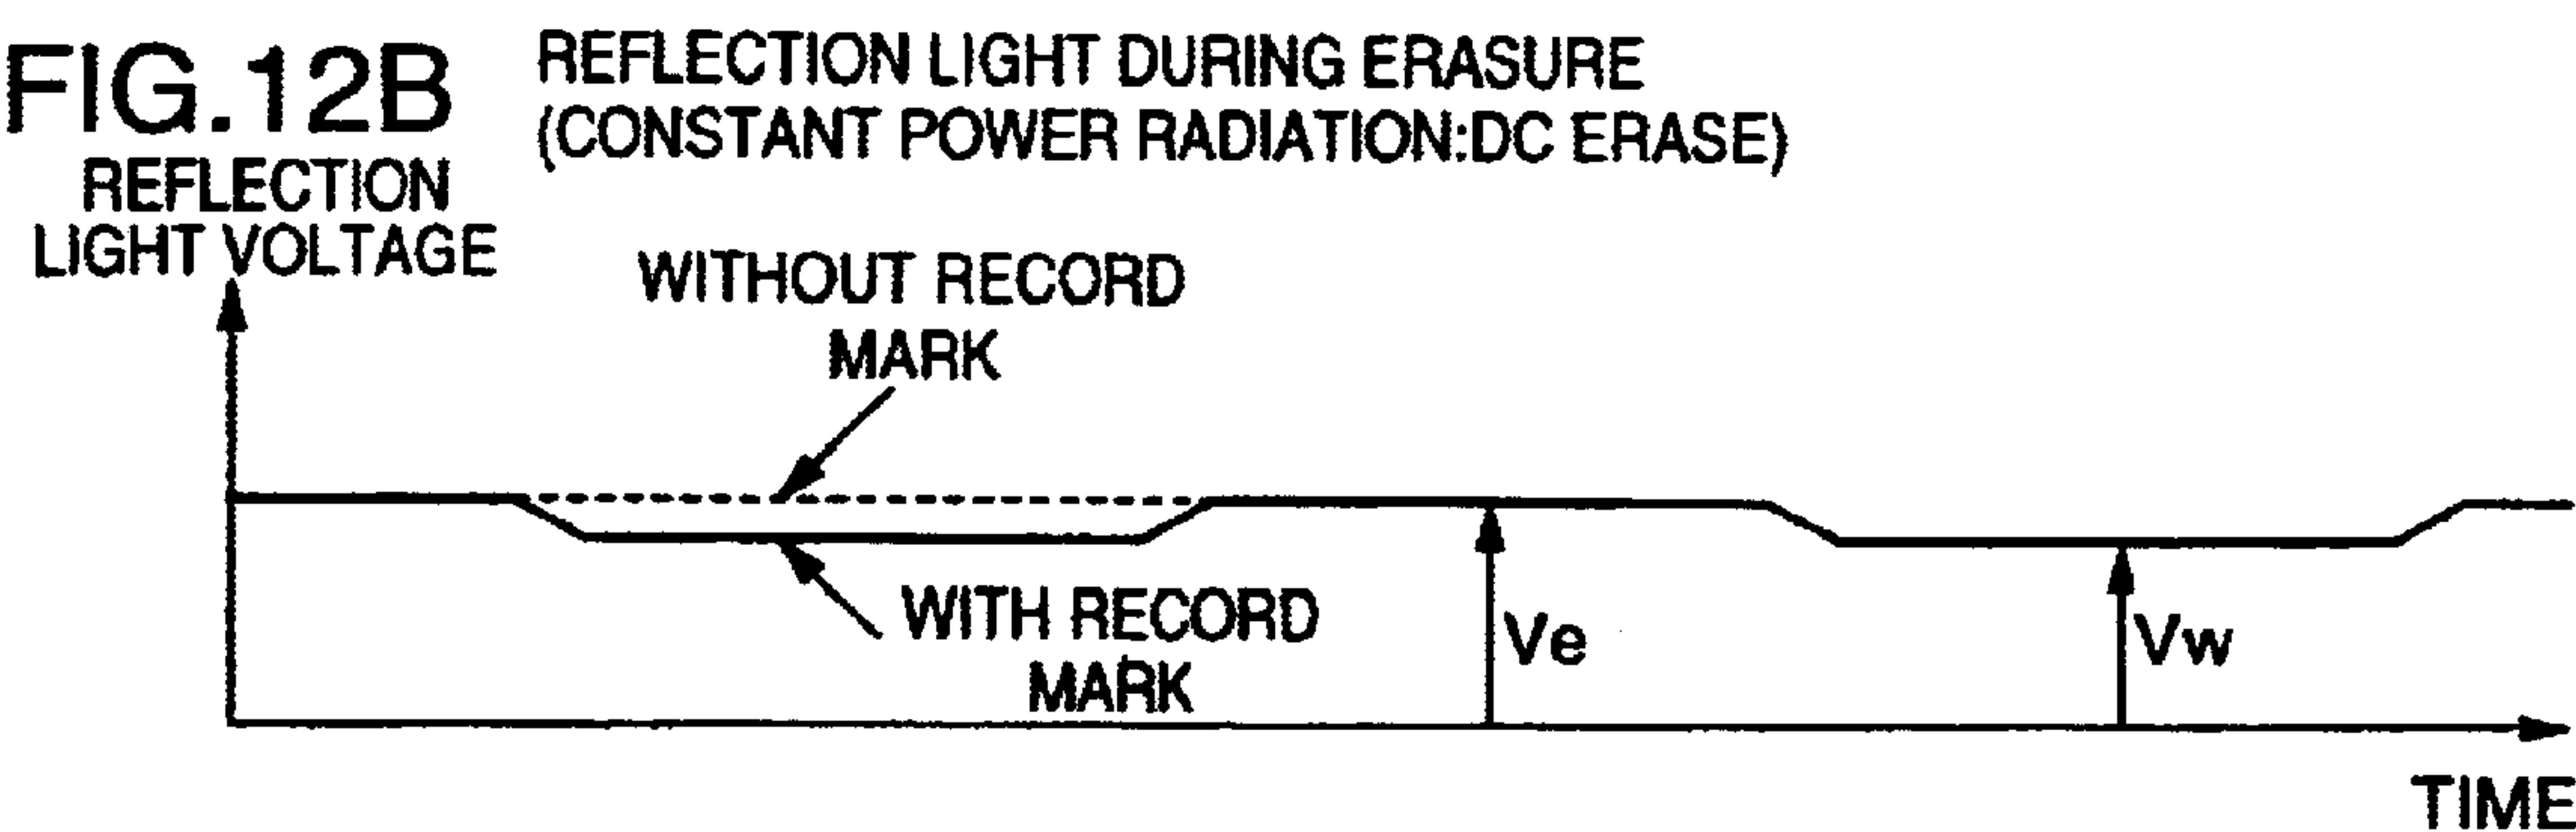 FIG.12B
REFLECTION LIGHT DURING ERASURE
(CONSTANT POWER RADIATION:DC ERASE)
REFLECTION
LIGHT VOLTAGE
WITHOUT RECORD
MARK
WITH RECORD
MARK
Ve
Vw
TIME